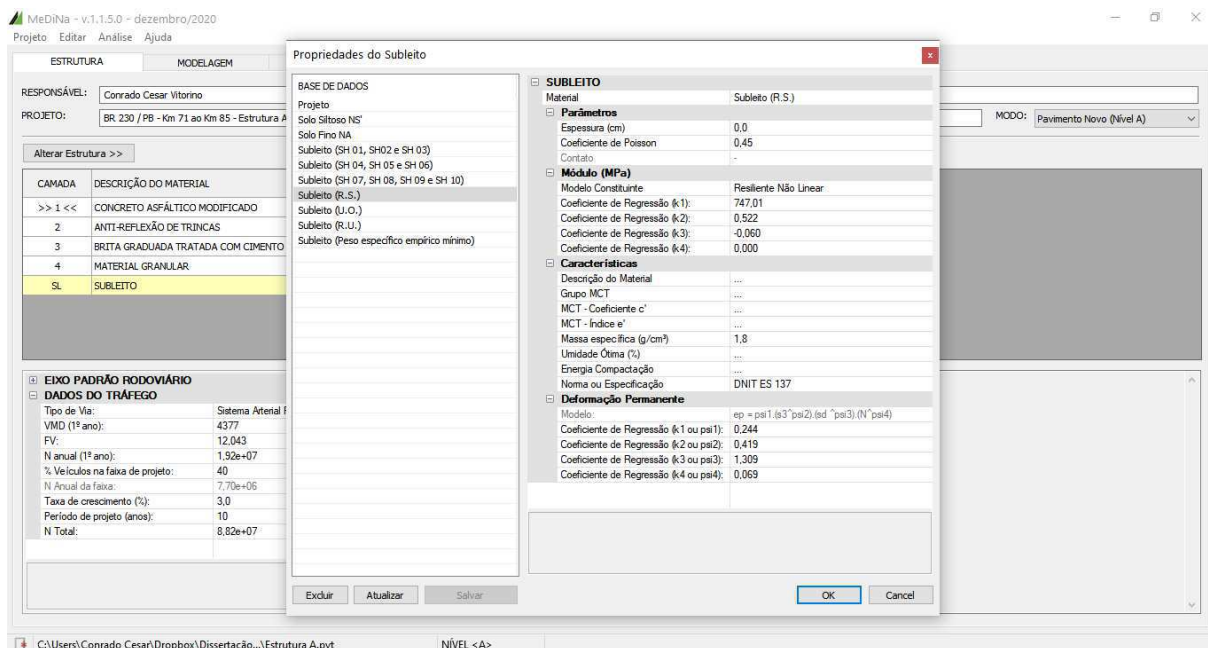 MeDiNa - v.1.1.5.0 - dezembro/2020
Projeto Editar Análise Ajuda
ESTRUTURA MODELAGEM
RESPONSÁVEL: Conrado Cesar Vitorino
PROJETO: BR 230 / PB - Km 71 ao Km 85 - Estrutura A
MODO: Pavimento Novo (Nível A)
Alterar Estrutura >>
CAMADA DESCRIÇÃO DO MATERIAL
>> 1 << CONCRETO ASFÁLTICO MODIFICADO
2 ANTI-REFLEXÃO DE TRINCAS
3 BRITA GRADUADA TRATADA COM CIMENTO
4 MATERIAL GRANULAR
SL SUBLEITO
EIXO PADRÃO RODOVIÁRIO
DADOS DO TRÁFEGO
Tipo de Via: Sistema Arterial
VMD (1º ano): 4377
FV: 12,043
N anual (1º ano): 1,92e+07
% Veículos na faixa de projeto: 40
N Anual da faixa: 7,70e+06
Taxa de crescimento (%): 3,0
Período de projeto (anos): 10
N Total: 8,82e+07
Propriedades do Subleito
BASE DE DADOS
Projeto
Solo Siltoso NS'
Solo Fino NA
Subleito (SH 01, SH02 e SH 03)
Subleito (SH 04, SH 05 e SH 06)
Subleito (SH 07, SH 08, SH 09 e SH 10)
Subleito (R.S.)
Subleito (U.O.)
Subleito (R.U.)
Subleito (Peso específico empírico mínimo)
SUBLEITO
Material Subleito (R.S.)
Parâmetros
Espessura (cm) 0,0
Coeficiente de Poisson 0,45
Contato -
Módulo (MPa)
Modelo Constituinte Resiliente Não Linear
Coeficiente de Regressão (k1): 747,01
Coeficiente de Regressão (k2): 0,522
Coeficiente de Regressão (k3): -0,060
Coeficiente de Regressão (k4): 0,000
Características
Descrição do Material ...
Grupo MCT ...
MCT - Coeficiente c' ...
MCT - Índice e' ...
Massa específica (g/cm³) 1,8
Umidade Ótima (%) ...
Energia Compactação ...
Norma ou Especificação DNIT ES 137
Deformação Permanente
Modelo: ep = psi1.(s3^psi2).(sd ^psi3).(N^psi4)
Coeficiente de Regressão (k1 ou psi1): 0,244
Coeficiente de Regressão (k2 ou psi2): 0,419
Coeficiente de Regressão (k3 ou psi3): 1,309
Coeficiente de Regressão (k4 ou psi4): 0,069
Excluir Atualizar Salvar
OK Cancel
C:\Users\Conrado Cesar\Dropbox\Dissertação...\Estrutura A.pvt NÍVEL <A>